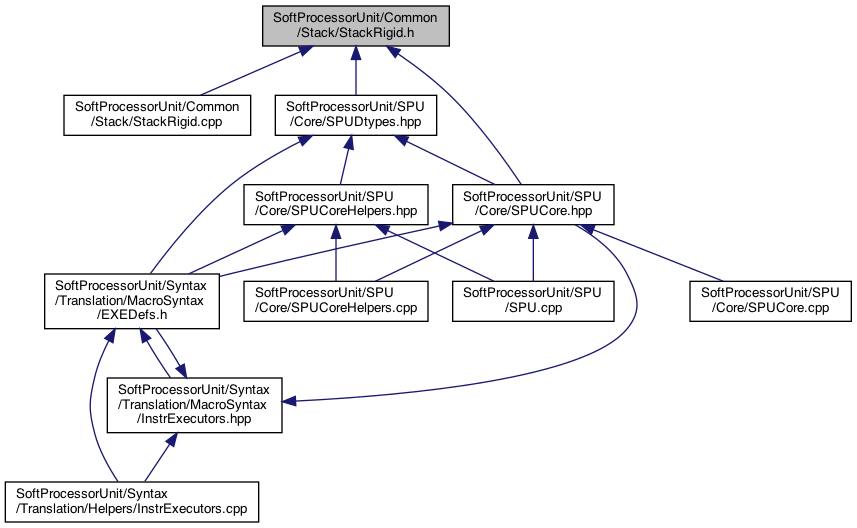 SoftProcessorUnit/Common
/Stack/StackRigid.h
SoftProcessorUnit/Common
/Stack/StackRigid.cpp
SoftProcessorUnit/SPU
/Core/SPUDtypes.hpp
SoftProcessorUnit/SPU
/Core/SPUCoreHelpers.hpp
SoftProcessorUnit/SPU
/Core/SPUCore.hpp
SoftProcessorUnit/Syntax
/Translation/MacroSyntax
/EXEDefs.h
SoftProcessorUnit/SPU
/Core/SPUCoreHelpers.cpp
SoftProcessorUnit/SPU
/SPU.cpp
SoftProcessorUnit/SPU
/Core/SPUCore.cpp
SoftProcessorUnit/Syntax
/Translation/MacroSyntax
/InstrExecutors.hpp
SoftProcessorUnit/Syntax
/Translation/Helpers/InstrExecutors.cpp